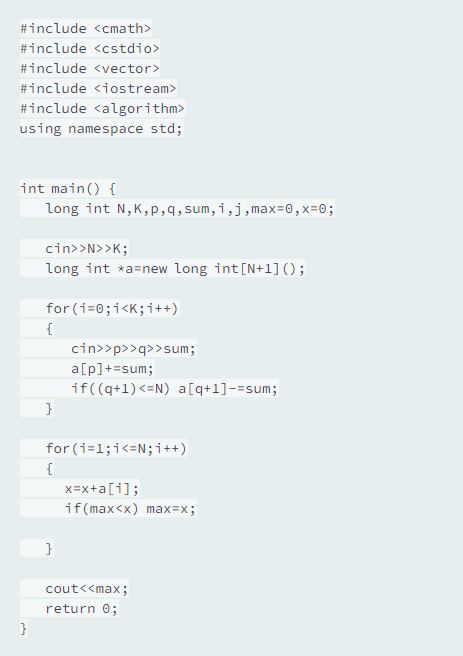 #include <cmath>
#include <cstdio>
#include <vector>
#include <iostream>
#include <algorithm>
using namespace std;
int main() {
long int N,K,p,q,sum,i,j,max=0,x=0;
cin>>N>>K;
long int *a=new long int[N+1]();
for(i=0;i<K;i++)
{
cin>>p>>q>>sum;
a[p]+=sum;
if((q+1)<=N) a[q+1]-=sum;
}
for(i=1;i<=N;i++)
{
x=x+a[i];
if(max<x) max=x;
}
cout<<max;
return 0;
}